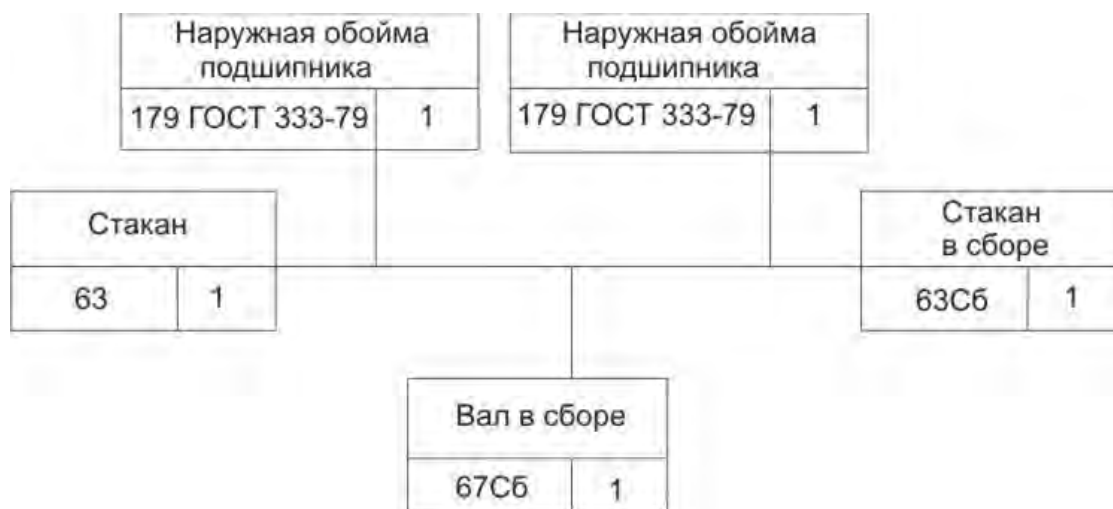 Наружная обойма
подшипника
179 ГОСТ 333-79 1
Наружная обойма
подшипника
179 ГОСТ 333-79 1
Стакан
63 1
Стакан
в сборе
63Сб 1
Вал в сборе
67Сб 1